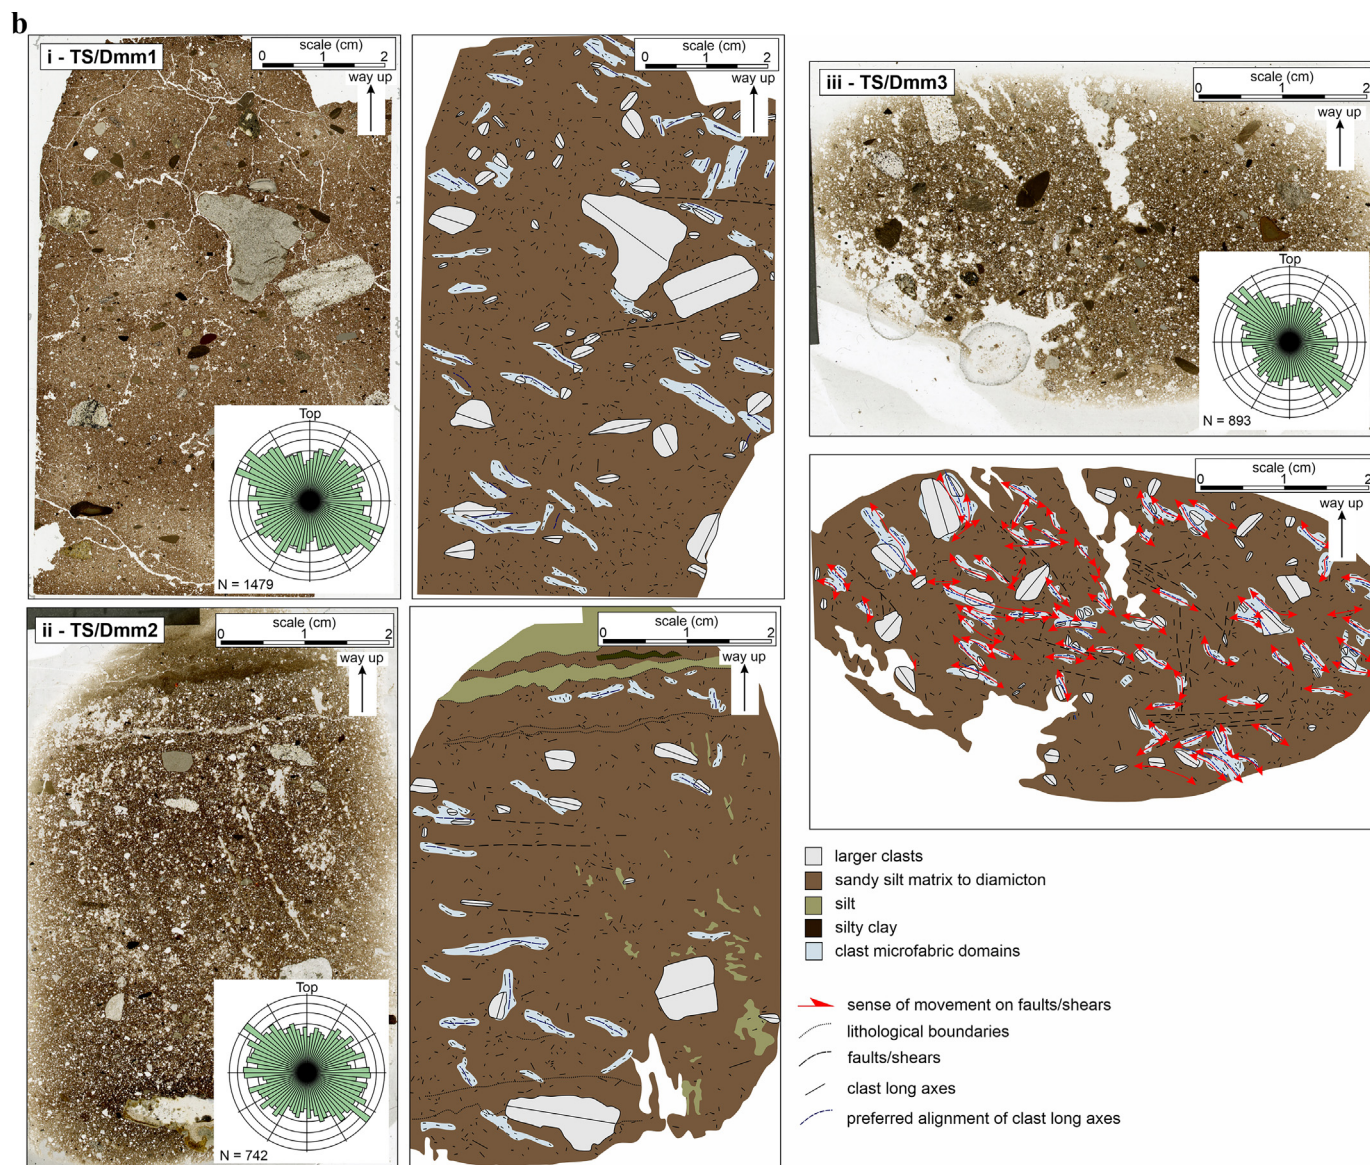 b
i - TS/Dmm1
scale (cm)
0 1 2
way up
Top
N = 1479
scale (cm)
0 1 2
way up
iii - TS/Dmm3
scale (cm)
0 1 2
way up
Top
N = 893
scale (cm)
0 1 2
way up
ii - TS/Dmm2
scale (cm)
0 1 2
way up
Top
N = 742
scale (cm)
0 1 2
way up
larger clasts
sandy silt matrix to diamicton
silt
silty clay
clast microfabric domains
sense of movement on faults/shears
lithological boundaries
faults/shears
clast long axes
preferred alignment of clast long axes